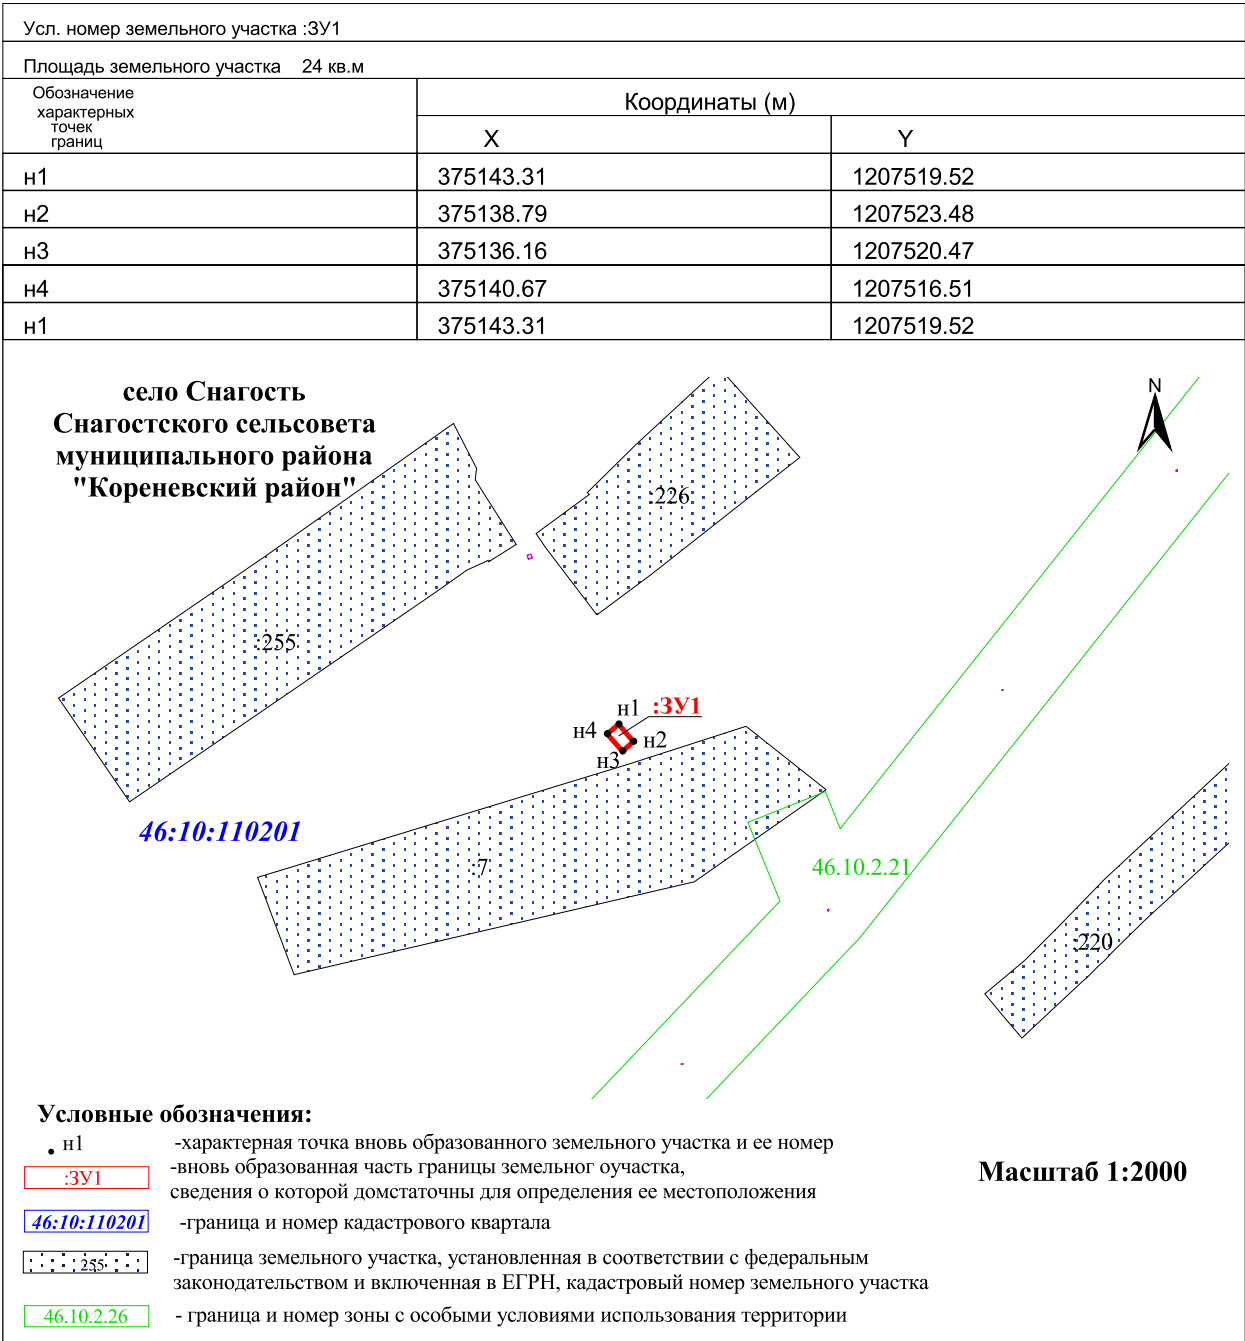 Усл. номер земельного участка :ЗУ1
Площадь земельного участка 24 кв.м
Обозначение
характерных
точек
границ
Координаты (м)
X
Y
н1 375143.31 1207519.52
н2 375138.79 1207523.48
н3 375136.16 1207520.47
н4 375140.67 1207516.51
н1 375143.31 1207519.52
село Снагость
Снагостского сельсовета
муниципального района
"Кореневский район"
N
:226
:255
н1 :ЗУ1
н4
н2
н3
46:10:110201
:7
46.10.2.21
:220
Условные обозначения:
н1 -характерная точка вновь образованного земельного участка и ее номер
:ЗУ1 -вновь образованная часть границы земельног оучастка,
сведения о которой домстаточны для определения ее местоположения
Масштаб 1:2000
46:10:110201 -граница и номер кадастрового квартала
:255 -граница земельного участка, установленная в соответствии с федеральным
законодательством и включенная в ЕГРН, кадастровый номер земельного участка
46.10.2.26 - граница и номер зоны с особыми условиями использования территории